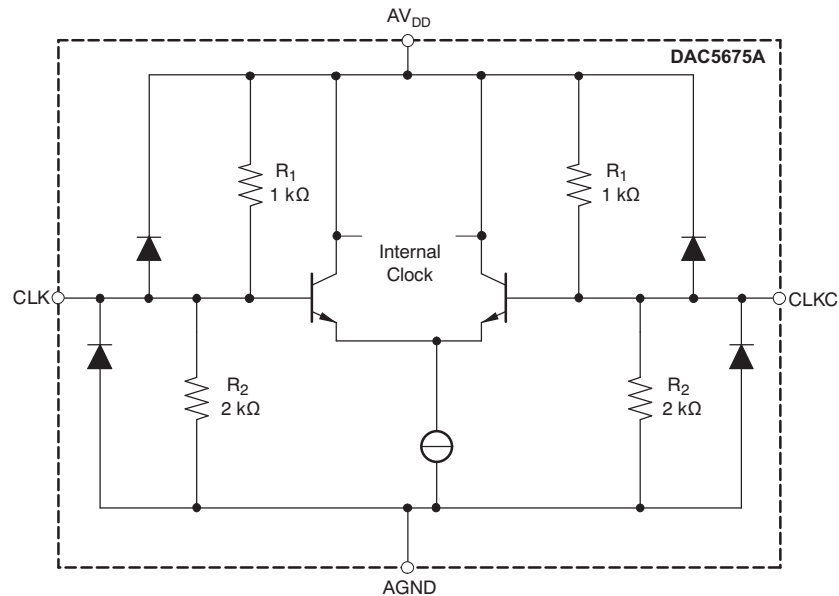 AVDD
DAC5675A
R1
1 kΩ
R1
1 kΩ
Internal
Clock
CLK
CLKC
R2
2 kΩ
R2
2 kΩ
AGND